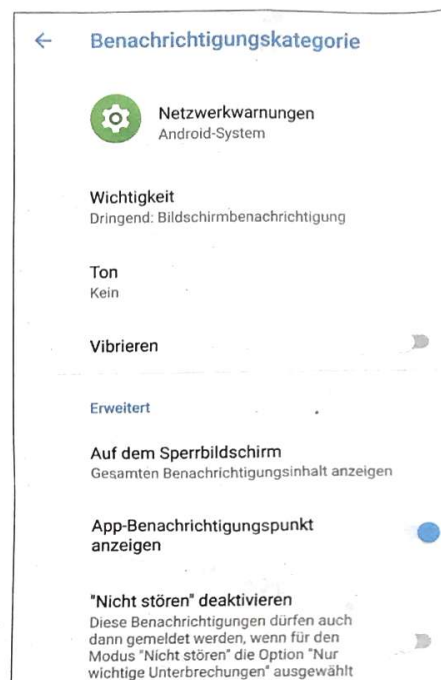 Benachrichtigungskategorie
Netzwerkwarnungen
Android-System
Wichtigkeit
Dringend: Bildschirmbenachrichtigung
Ton
Kein
Vibrieren
Erweitert
Auf dem Sperrbildschirm
Gesamten Benachrichtigungsinhalt anzeigen
App-Benachrichtigungspunkt
anzeigen
"Nicht stören" deaktivieren
Diese Benachrichtigungen dürfen auch
dann gemeldet werden, wenn für den
Modus "Nicht stören" die Option "Nur
wichtige Unterbrechungen" ausgewählt